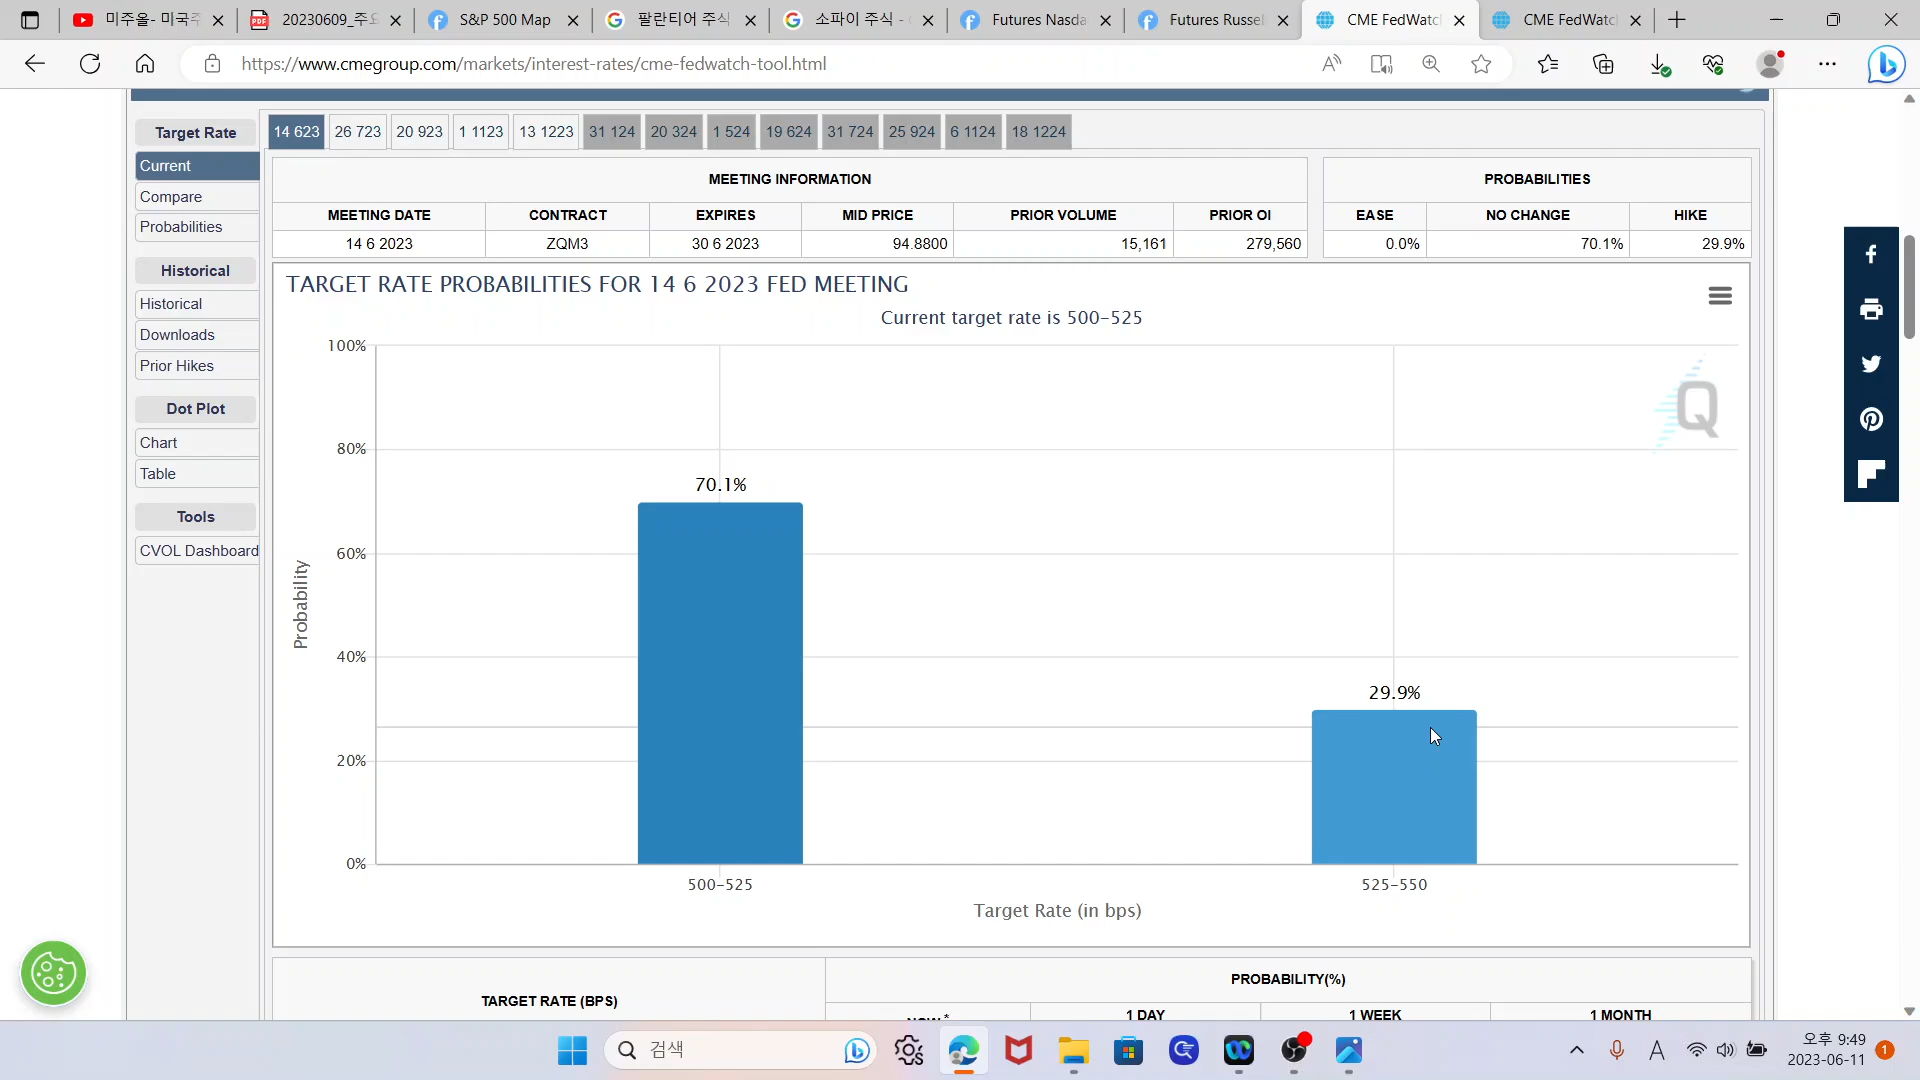 미주올- 미국주
20230609_주요
S&P 500 Map
팔란티어 주식
소파이 주식 -
Futures Nasda
Futures Russel
CME FedWatc
CME FedWatc
https://www.cmegroup.com/markets/interest-rates/cme-fedwatch-tool.html
Target Rate
Current
Compare
Probabilities
Historical
Historical
Downloads
Prior Hikes
Dot Plot
Chart
Table
Tools
CVOL Dashboard
14 623 26 723 20 923 1 1123 13 1223 31 124 20 324 1 524 19 624 31 724 25 924 6 1124 18 1224
MEETING INFORMATION
MEETING DATE CONTRACT EXPIRES MID PRICE PRIOR VOLUME PRIOR OI
14 6 2023 ZQM3 30 6 2023 94.8800 15,161 279,560
PROBABILITIES
EASE NO CHANGE HIKE
0.0% 70.1% 29.9%
TARGET RATE PROBABILITIES FOR 14 6 2023 FED MEETING
Current target rate is 500-525
Probability
100%
80%
60%
40%
20%
0%
70.1%
29.9%
500-525
525-550
Target Rate (in bps)
Q
TARGET RATE (BPS)
PROBABILITY(%)
NOW *
1 DAY
1 WEEK
1 MONTH
검색
A
오후 9:49
2023-06-11
1